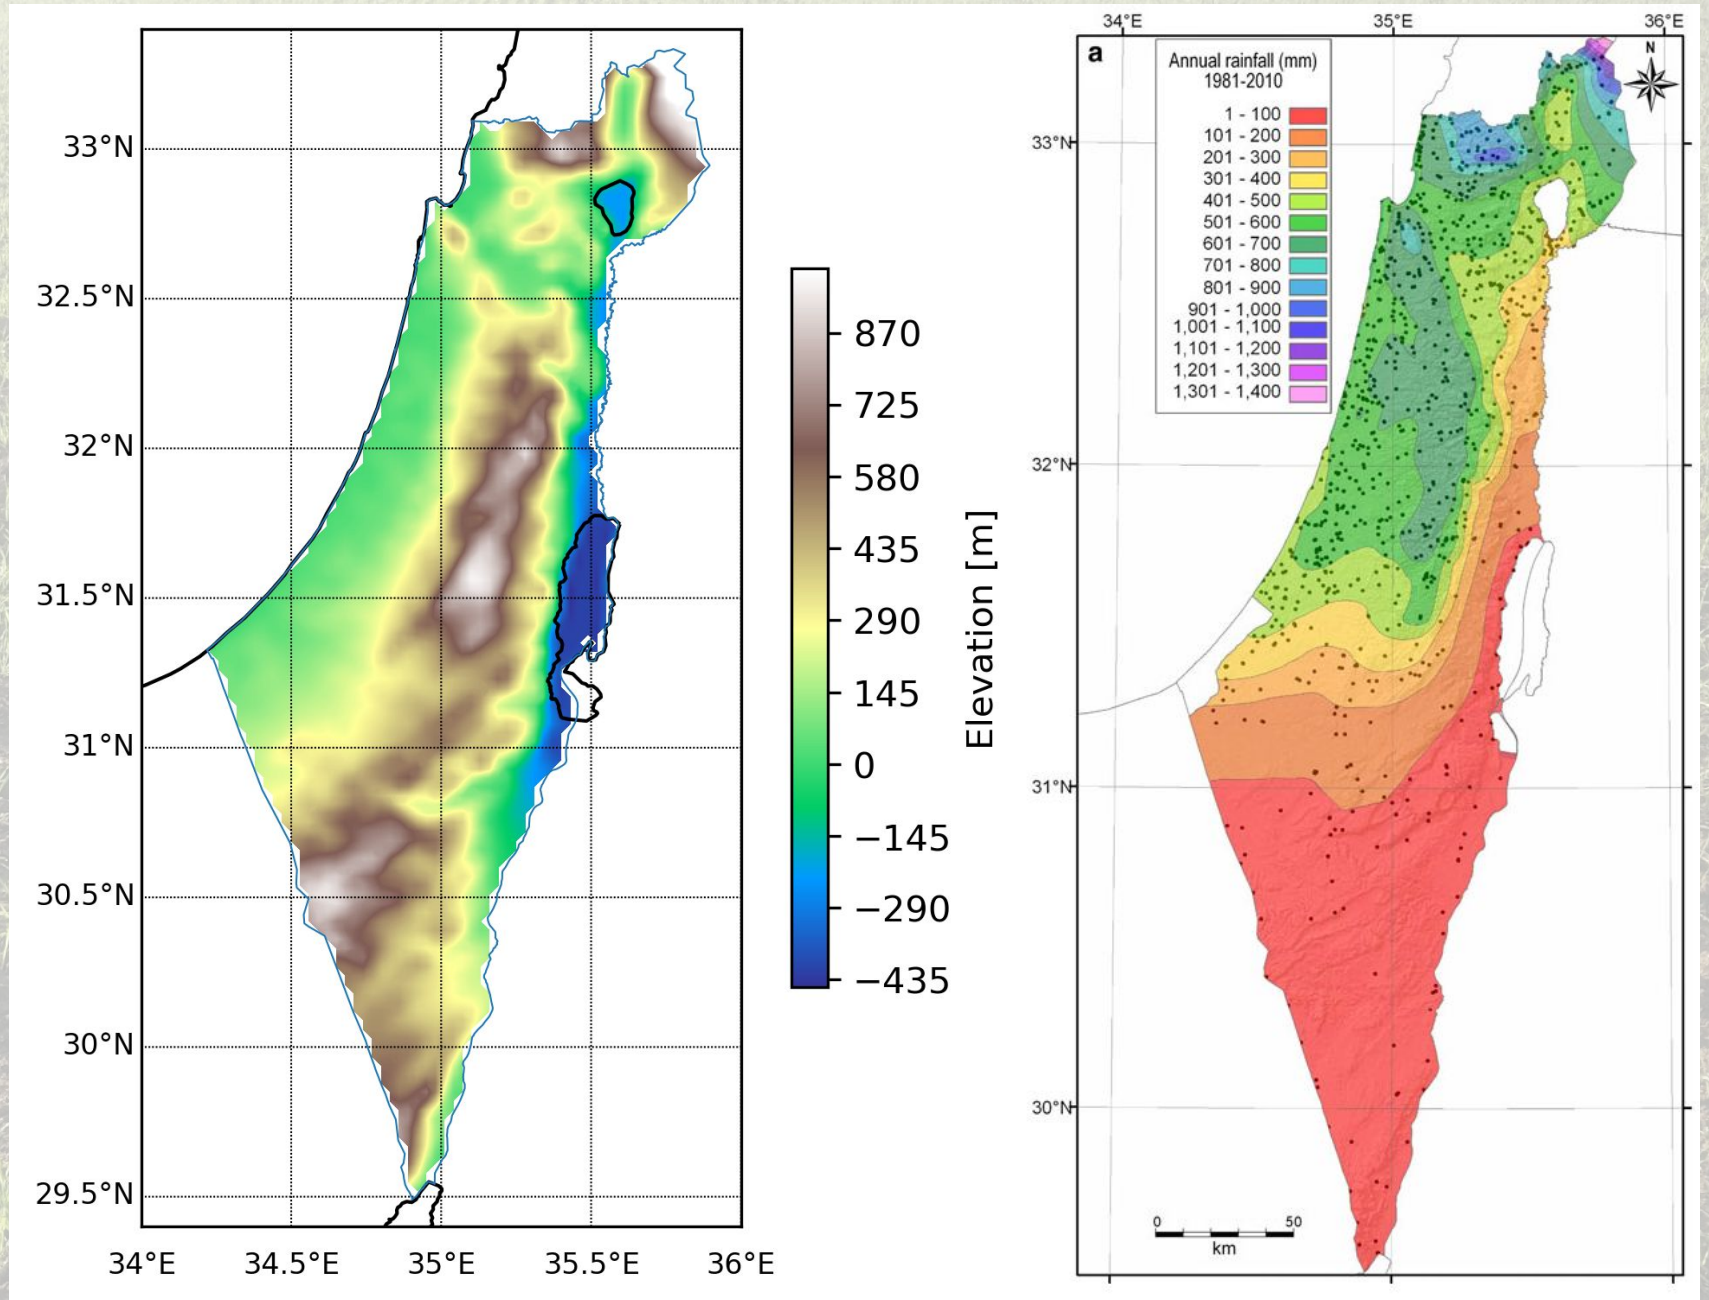 33°N
32.5°N
32°N
31.5°N
31°N
30.5°N
30°N
29.5°N
34°E
34.5°E
35°E
35.5°E
36°E
870
725
580
435
290
145
0
−145
−290
−435
Elevation [m]
34°E
35°E
36°E
a
N
Annual rainfall (mm)
1981-2010
1 - 100
101 - 200
201 - 300
301 - 400
401 - 500
501 - 600
601 - 700
701 - 800
801 - 900
901 - 1,000
1,001 - 1,100
1,101 - 1,200
1,201 - 1,300
1,301 - 1,400
33°N
32°N
31°N
30°N
0 50
km